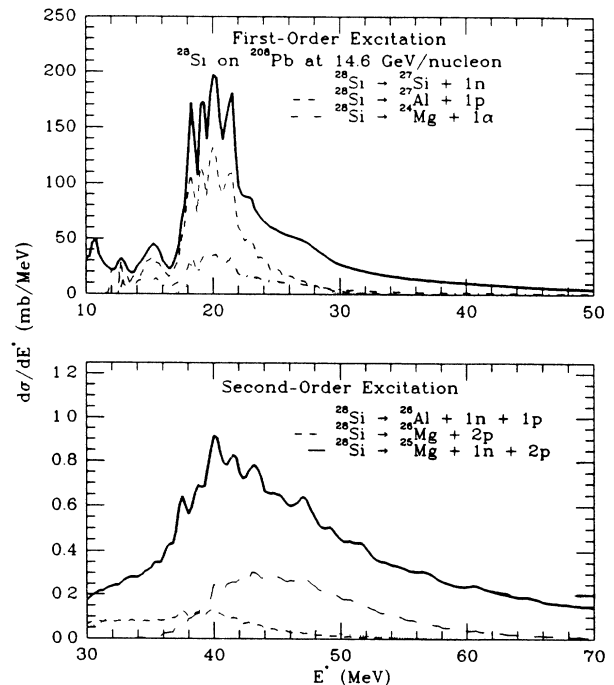 250
First-Order Excitation
²⁸Si on ²⁰⁸Pb at 14.6 GeV/nucleon
²⁸Si → ²⁷Si + 1n
²⁸Si → ²⁷Al + 1p
²⁸Si → ²⁴Mg + 1α
200
150
100
50
0
10 20 30 40 50
dσ/dE* (mb/MeV)
1.2
Second-Order Excitation
²⁸Si → ²⁶Al + 1n + 1p
²⁸Si → ²⁶Mg + 2p
²⁸Si → ²⁵Mg + 1n + 2p
1.0
0.8
0.6
0.4
0.2
0.0
30 40 50 60 70
E* (MeV)